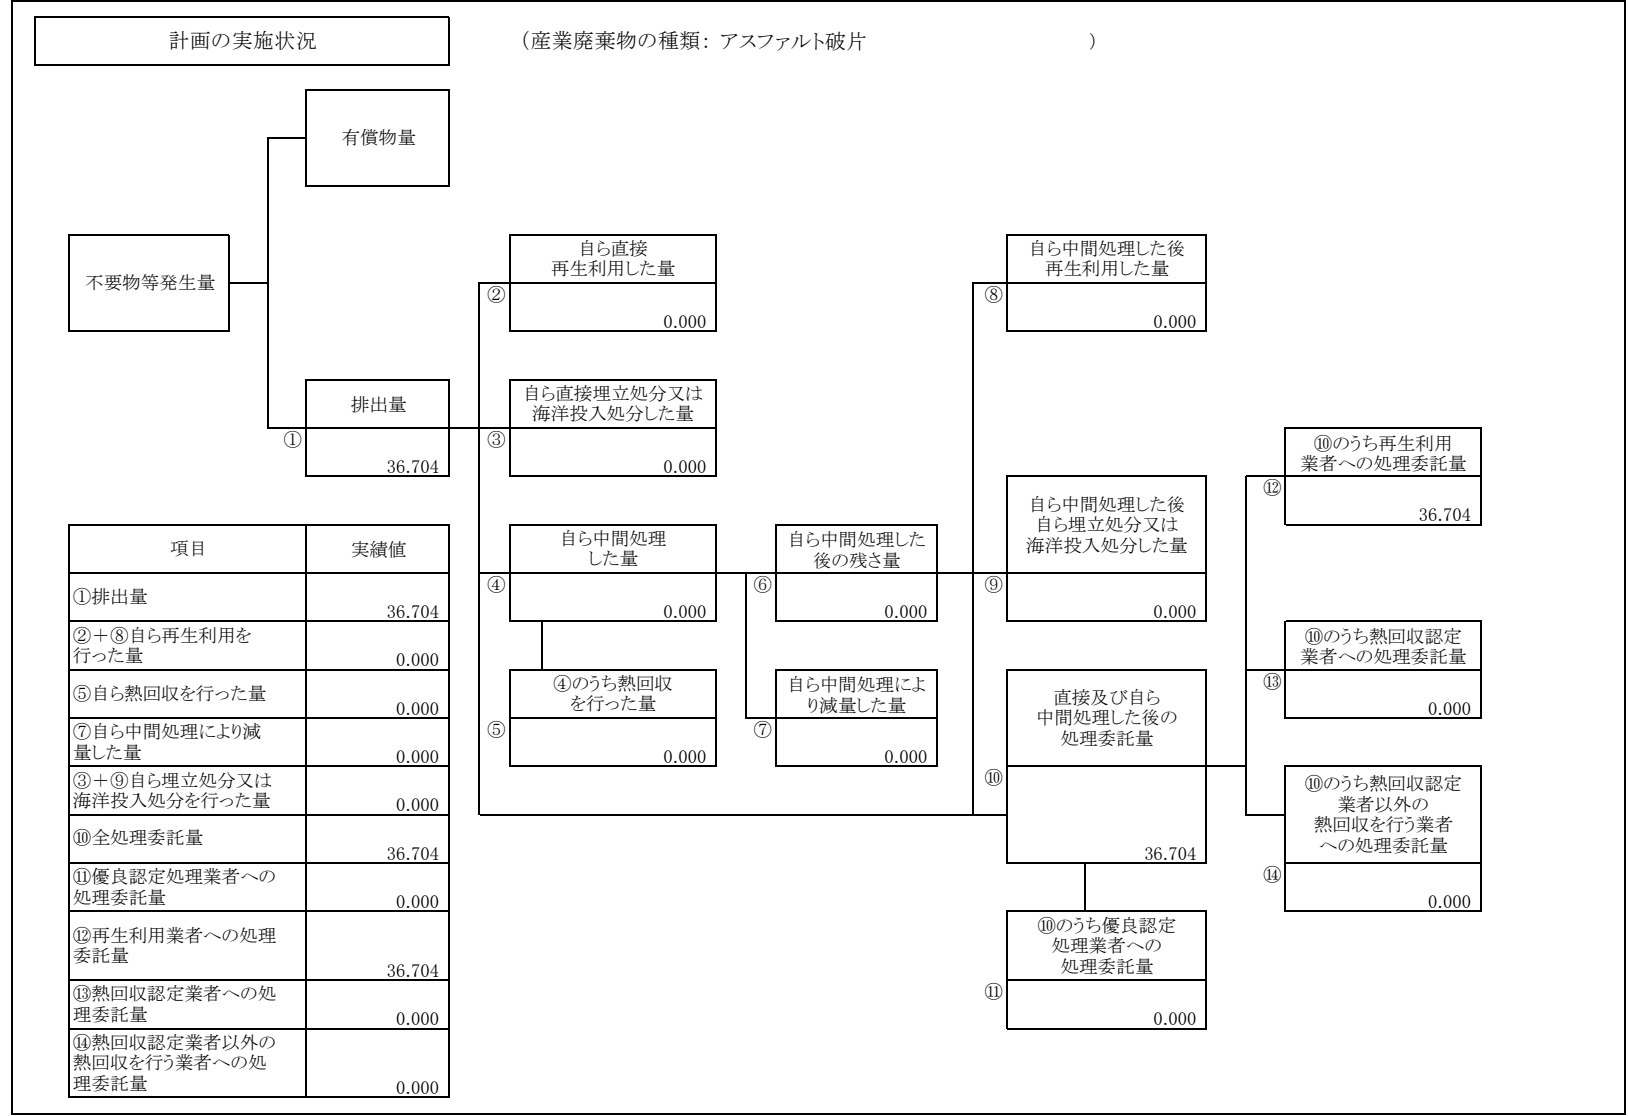 計画の実施状況
（産業廃棄物の種類： アスファルト破片 ）
有償物量
不要物等発生量
自ら直接
再生利用した量
②
0.000
自ら中間処理した後
再生利用した量
⑧
0.000
排出量
①
36.704
自ら直接埋立処分又は
海洋投入処分した量
③
0.000
⑩のうち再生利用
業者への処理委託量
⑫
36.704
自ら中間処理
した量
④
0.000
自ら中間処理した
後の残さ量
⑥
0.000
自ら中間処理した後
自ら埋立処分又は
海洋投入処分した量
⑨
0.000
⑩のうち熱回収認定
業者への処理委託量
⑬
0.000
④のうち熱回収
を行った量
⑤
0.000
自ら中間処理によ
り減量した量
⑦
0.000
直接及び自ら
中間処理した後の
処理委託量
⑩
36.704
⑩のうち熱回収認定
業者以外の
熱回収を行う業者
への処理委託量
⑭
0.000
⑩のうち優良認定
処理業者への
処理委託量
⑪
0.000
項目 実績値
①排出量
36.704
②＋⑧自ら再生利用を
行った量
0.000
⑤自ら熱回収を行った量
0.000
⑦自ら中間処理により減
量した量
0.000
③＋⑨自ら埋立処分又は
海洋投入処分を行った量
0.000
⑩全処理委託量
36.704
⑪優良認定処理業者への
処理委託量
0.000
⑫再生利用業者への処理
委託量
36.704
⑬熱回収認定業者への処
理委託量
0.000
⑭熱回収認定業者以外の
熱回収を行う業者への処
理委託量
0.000